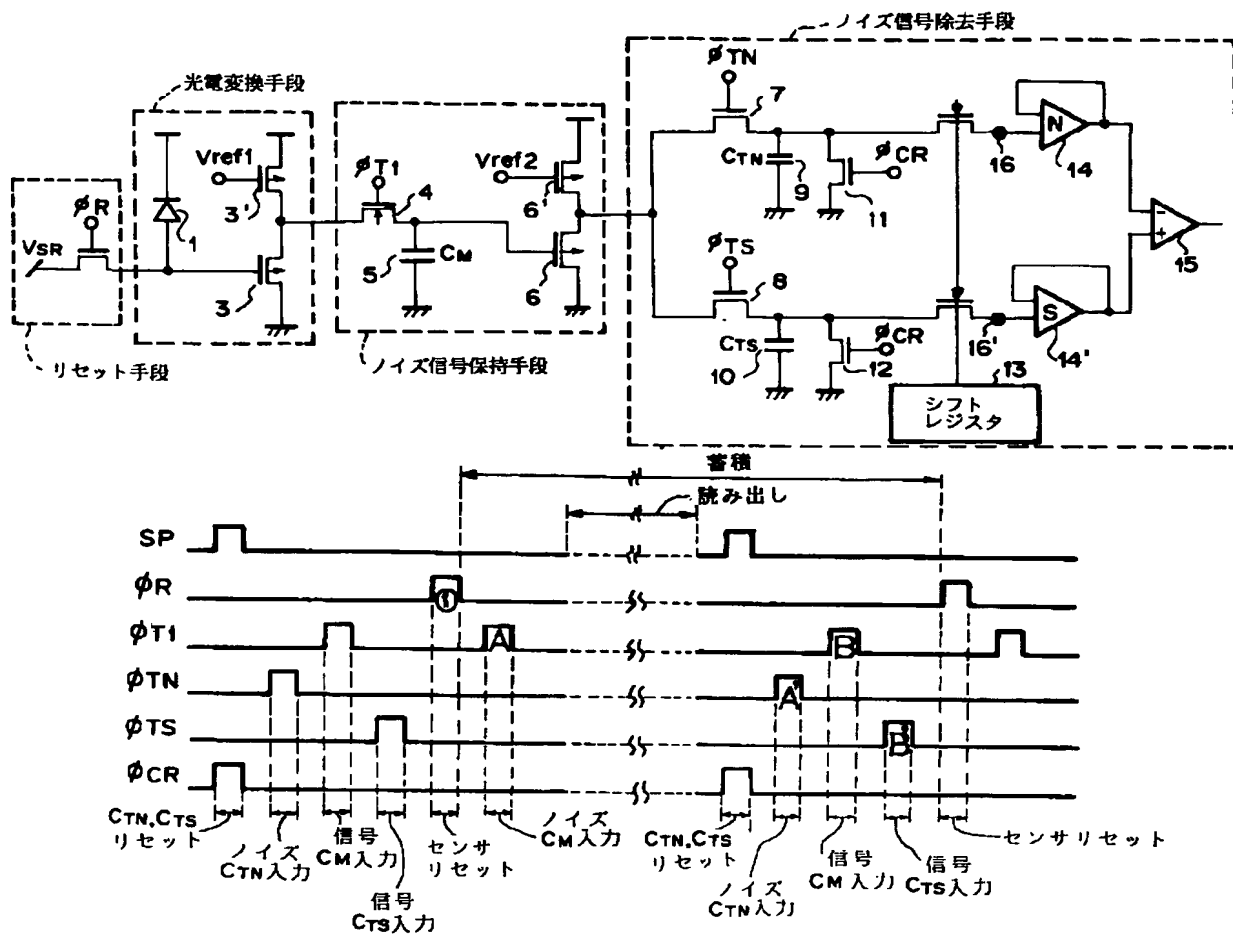 ノイズ信号除去手段
光電変換手段
リセット手段
ノイズ信号保持手段
VSR
φR
1
Vref1
3'
3
φT1
4
5
CM
Vref2
6'
6
φTN
7
CTN
9
φCR
11
16
N
14
φTS
8
CTS
10
φCR
12
16'
S
14'
15
13
シフト
レジスタ
蓄積
読み出し
SP
φR
①
φT1
A
B
φTN
A'
φTS
B'
φCR
CTN,CTS
リセット
ノイズ
CTN入力
信号
CM入力
信号
CTS入力
センサ
リセット
ノイズ
CM入力
CTN,CTS
リセット
ノイズ
CTN入力
信号
CM入力
信号
CTS入力
センサリセット